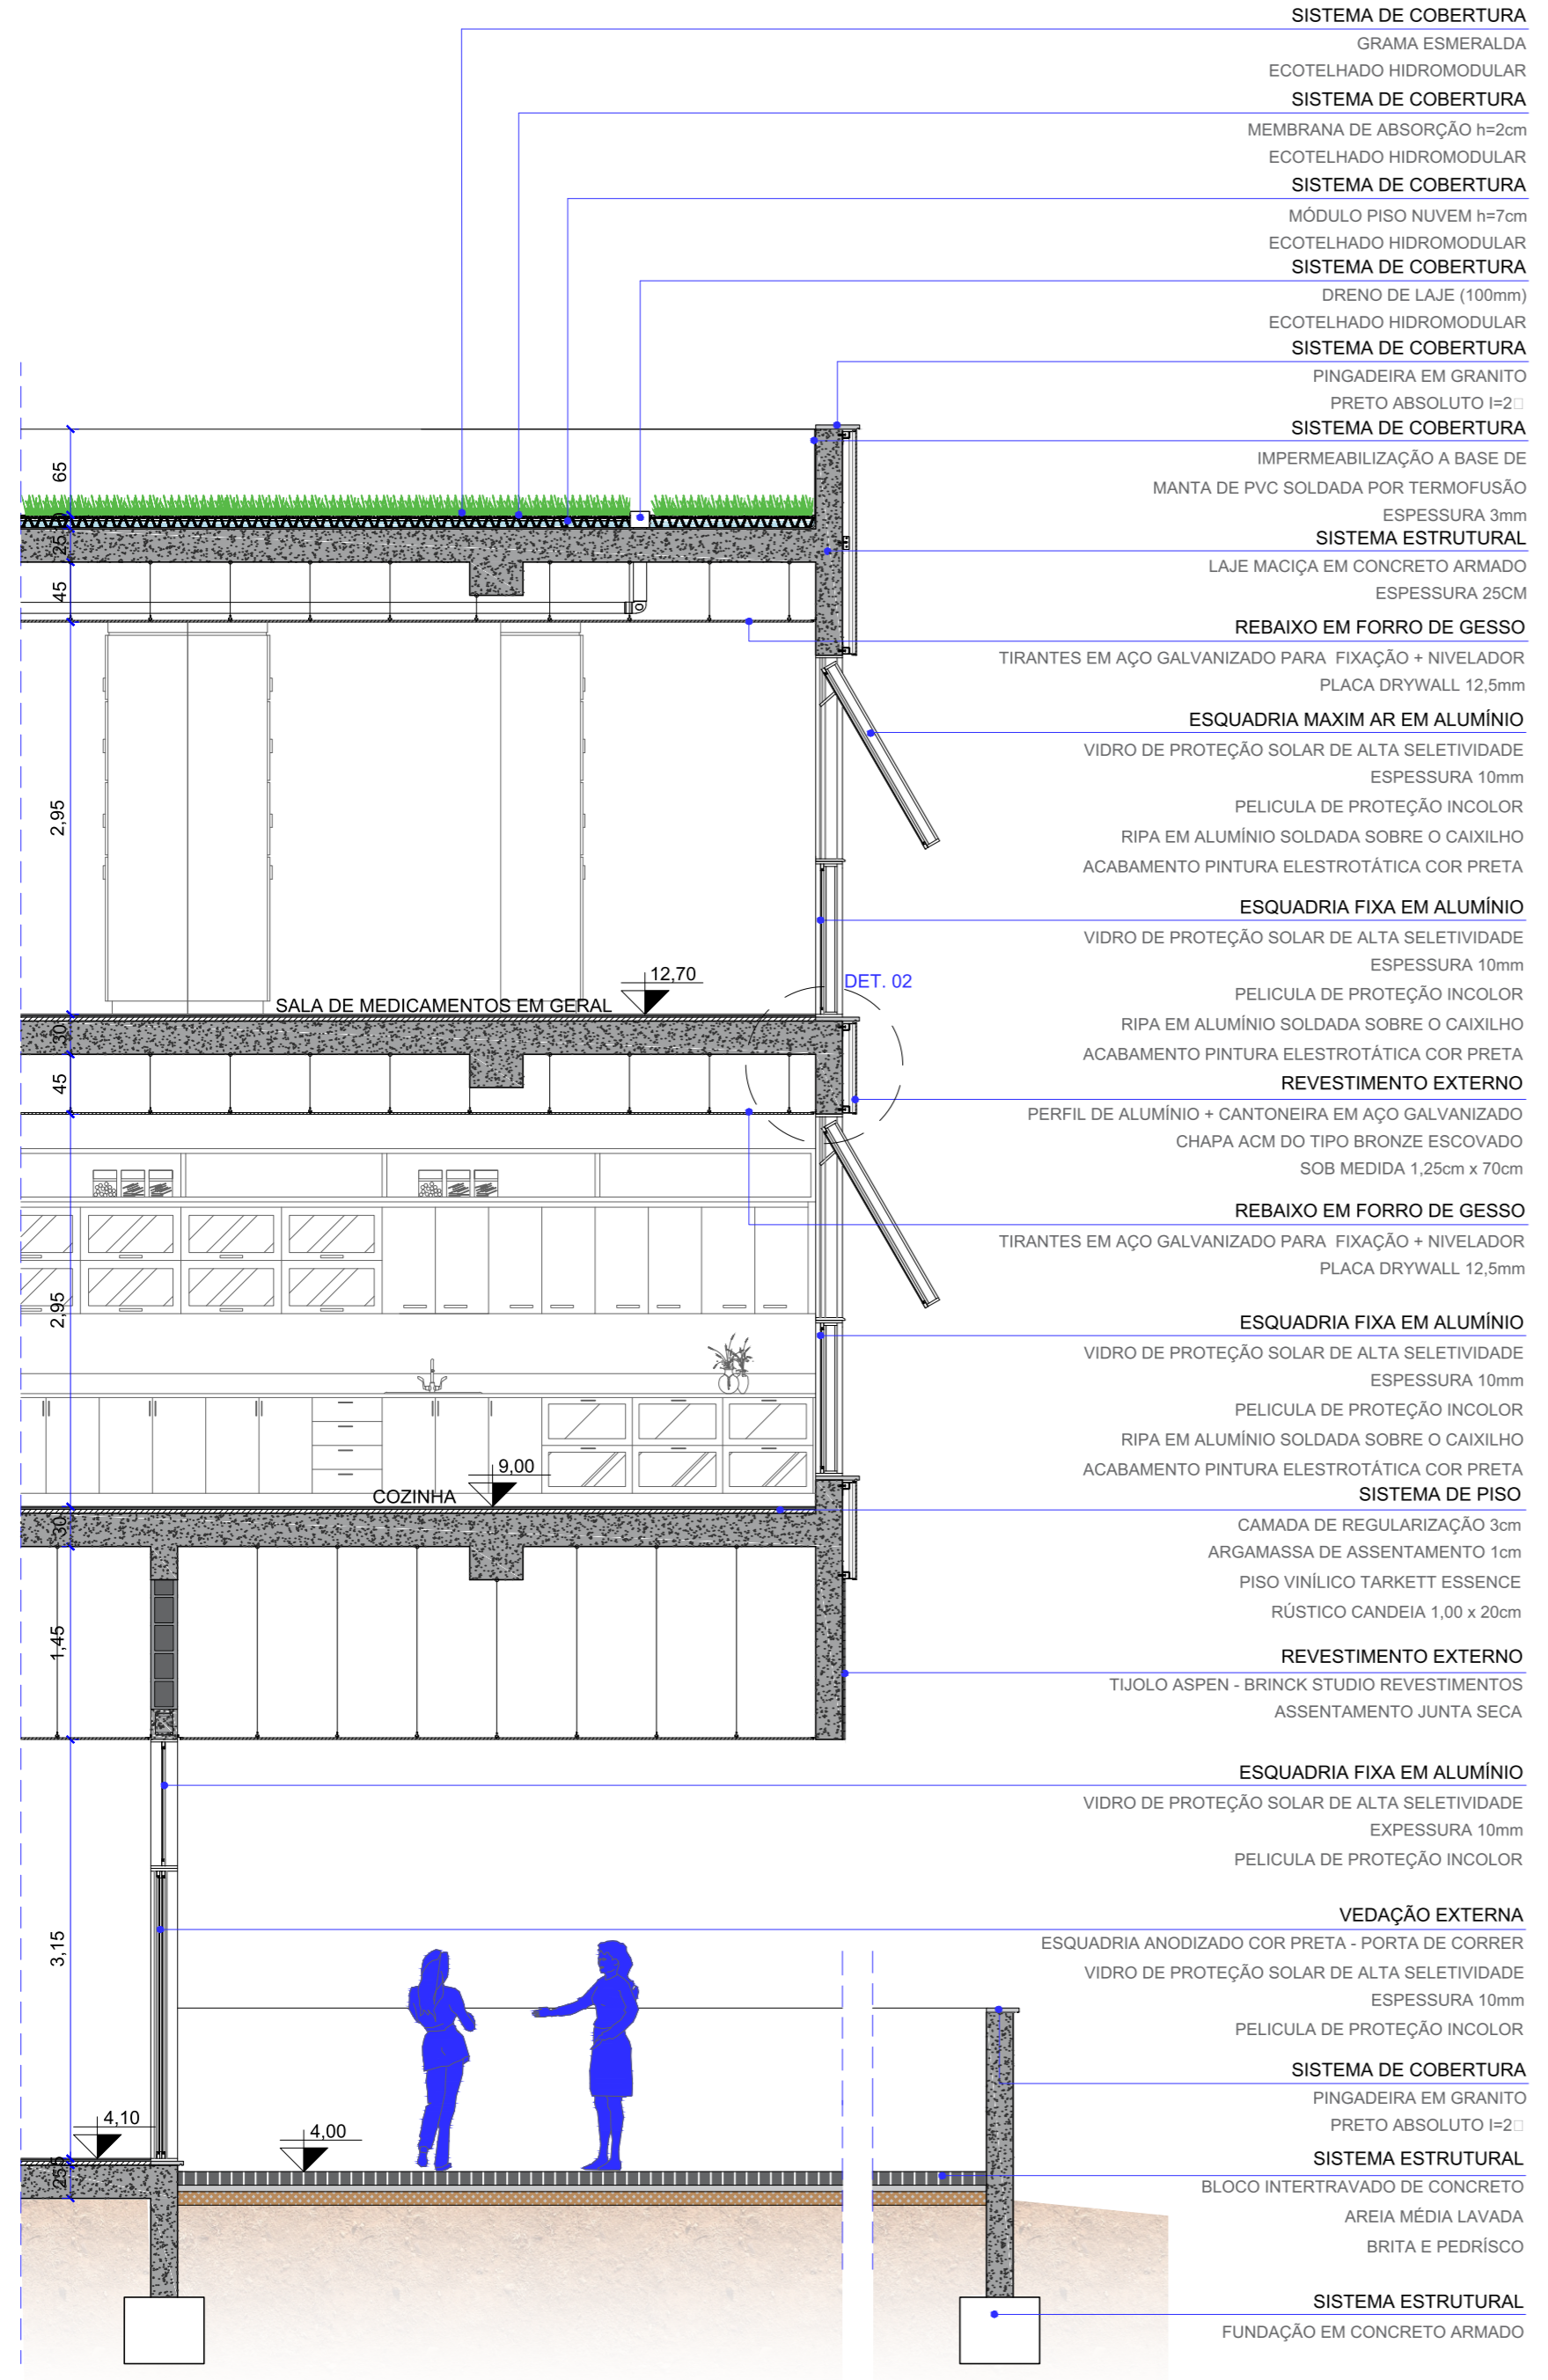 SISTEMA DE COBERTURA
GRAMA ESMERALDA
ECOTELHADO HIDROMODULAR
SISTEMA DE COBERTURA
MEMBRANA DE ABSORÇÃO h=2cm
ECOTELHADO HIDROMODULAR
SISTEMA DE COBERTURA
MÓDULO PISO NUVEM h=7cm
ECOTELHADO HIDROMODULAR
SISTEMA DE COBERTURA
DRENO DE LAJE (100mm)
ECOTELHADO HIDROMODULAR
SISTEMA DE COBERTURA
PINGADEIRA EM GRANITO
PRETO ABSOLUTO I=2□
SISTEMA DE COBERTURA
IMPERMEABILIZAÇÃO A BASE DE
MANTA DE PVC SOLDADA POR TERMOFUSÃO
ESPESSURA 3mm
SISTEMA ESTRUTURAL
LAJE MACIÇA EM CONCRETO ARMADO
ESPESSURA 25CM
REBAIXO EM FORRO DE GESSO
TIRANTES EM AÇO GALVANIZADO PARA FIXAÇÃO + NIVELADOR
PLACA DRYWALL 12,5mm
ESQUADRIA MAXIM AR EM ALUMÍNIO
VIDRO DE PROTEÇÃO SOLAR DE ALTA SELETIVIDADE
ESPESSURA 10mm
PELICULA DE PROTEÇÃO INCOLOR
RIPA EM ALUMÍNIO SOLDADA SOBRE O CAIXILHO
ACABAMENTO PINTURA ELESTROTÁTICA COR PRETA
ESQUADRIA FIXA EM ALUMÍNIO
VIDRO DE PROTEÇÃO SOLAR DE ALTA SELETIVIDADE
ESPESSURA 10mm
PELICULA DE PROTEÇÃO INCOLOR
RIPA EM ALUMÍNIO SOLDADA SOBRE O CAIXILHO
ACABAMENTO PINTURA ELESTROTÁTICA COR PRETA
REVESTIMENTO EXTERNO
PERFIL DE ALUMÍNIO + CANTONEIRA EM AÇO GALVANIZADO
CHAPA ACM DO TIPO BRONZE ESCOVADO
SOB MEDIDA 1,25cm x 70cm
REBAIXO EM FORRO DE GESSO
TIRANTES EM AÇO GALVANIZADO PARA FIXAÇÃO + NIVELADOR
PLACA DRYWALL 12,5mm
ESQUADRIA FIXA EM ALUMÍNIO
VIDRO DE PROTEÇÃO SOLAR DE ALTA SELETIVIDADE
ESPESSURA 10mm
PELICULA DE PROTEÇÃO INCOLOR
RIPA EM ALUMÍNIO SOLDADA SOBRE O CAIXILHO
ACABAMENTO PINTURA ELESTROTÁTICA COR PRETA
SISTEMA DE PISO
CAMADA DE REGULARIZAÇÃO 3cm
ARGAMASSA DE ASSENTAMENTO 1cm
PISO VINÍLICO TARKETT ESSENCE
RÚSTICO CANDEIA 1,00 x 20cm
REVESTIMENTO EXTERNO
TIJOLO ASPEN - BRINCK STUDIO REVESTIMENTOS
ASSENTAMENTO JUNTA SECA
ESQUADRIA FIXA EM ALUMÍNIO
VIDRO DE PROTEÇÃO SOLAR DE ALTA SELETIVIDADE
EXPESSURA 10mm
PELICULA DE PROTEÇÃO INCOLOR
VEDAÇÃO EXTERNA
ESQUADRIA ANODIZADO COR PRETA - PORTA DE CORRER
VIDRO DE PROTEÇÃO SOLAR DE ALTA SELETIVIDADE
ESPESSURA 10mm
PELICULA DE PROTEÇÃO INCOLOR
SISTEMA DE COBERTURA
PINGADEIRA EM GRANITO
PRETO ABSOLUTO I=2□
SISTEMA ESTRUTURAL
BLOCO INTERTRAVADO DE CONCRETO
AREIA MÉDIA LAVADA
BRITA E PEDRÍSCO
SISTEMA ESTRUTURAL
FUNDAÇÃO EM CONCRETO ARMADO
65
25
45
2,95
12,70
SALA DE MEDICAMENTOS EM GERAL
DET. 02
30
45
2,95
9,00
COZINHA
30
1,45
3,15
4,10
4,00
25